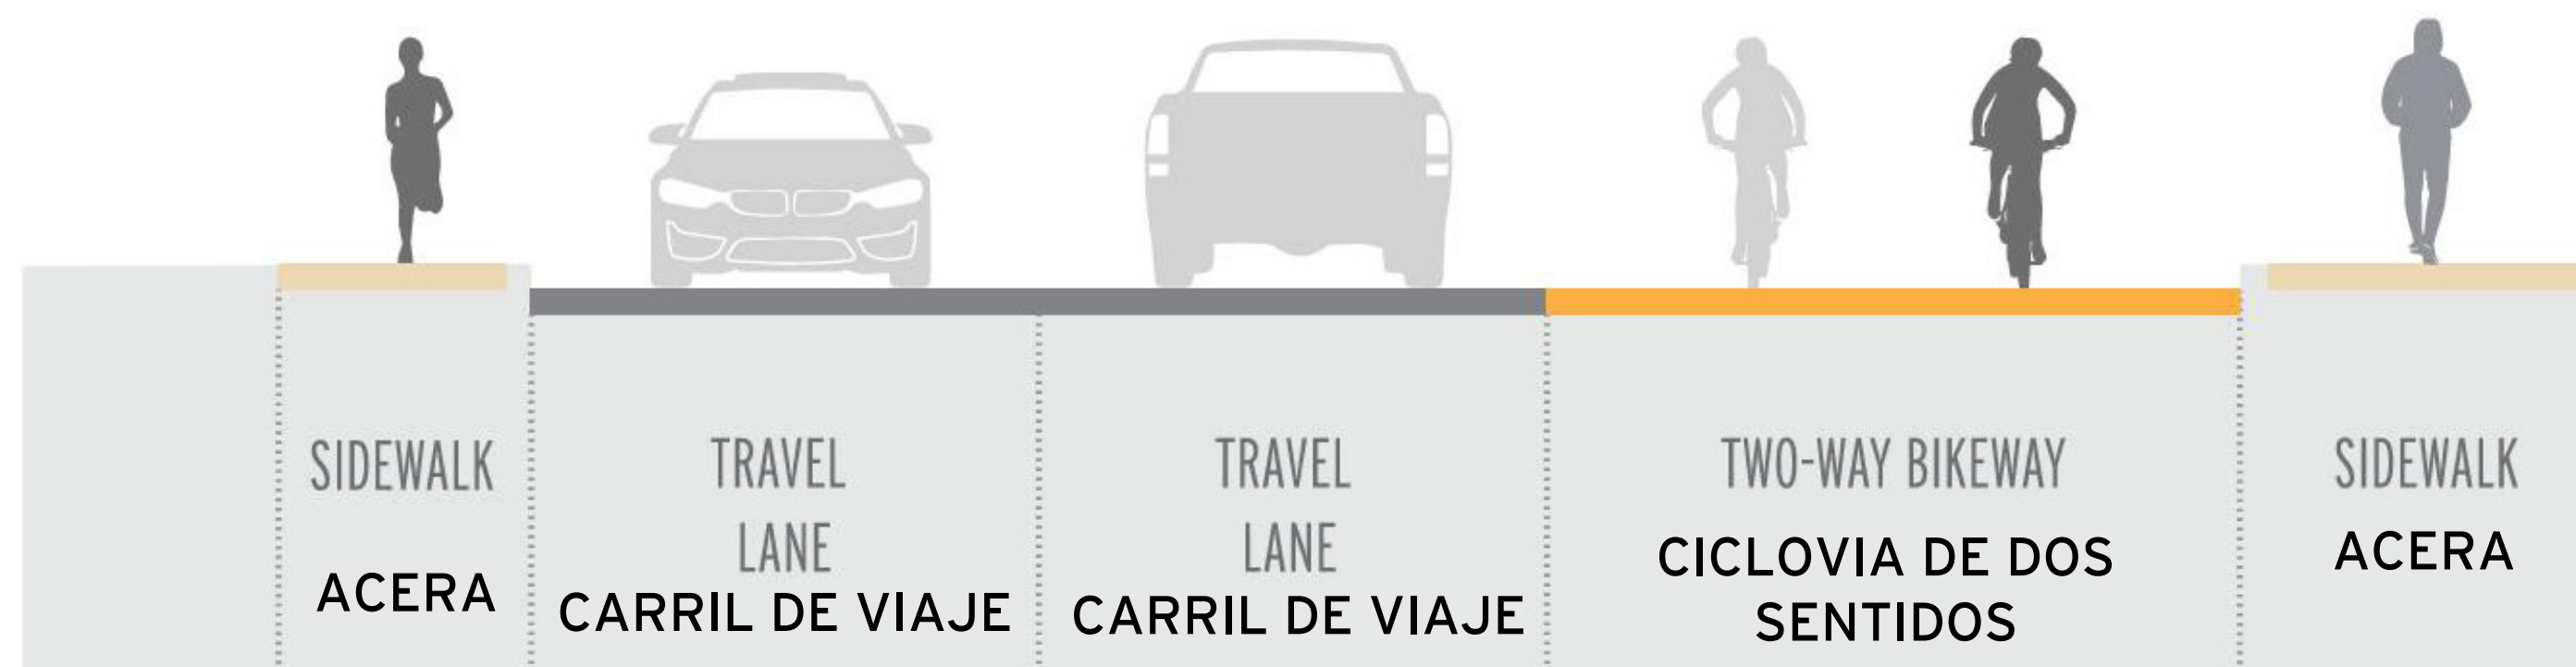 SIDEWALK
ACERA
TRAVEL
LANE
CARRIL DE VIAJE
TRAVEL
LANE
CARRIL DE VIAJE
TWO-WAY BIKEWAY
CICLOVIA DE DOS
SENTIDOS
SIDEWALK
ACERA